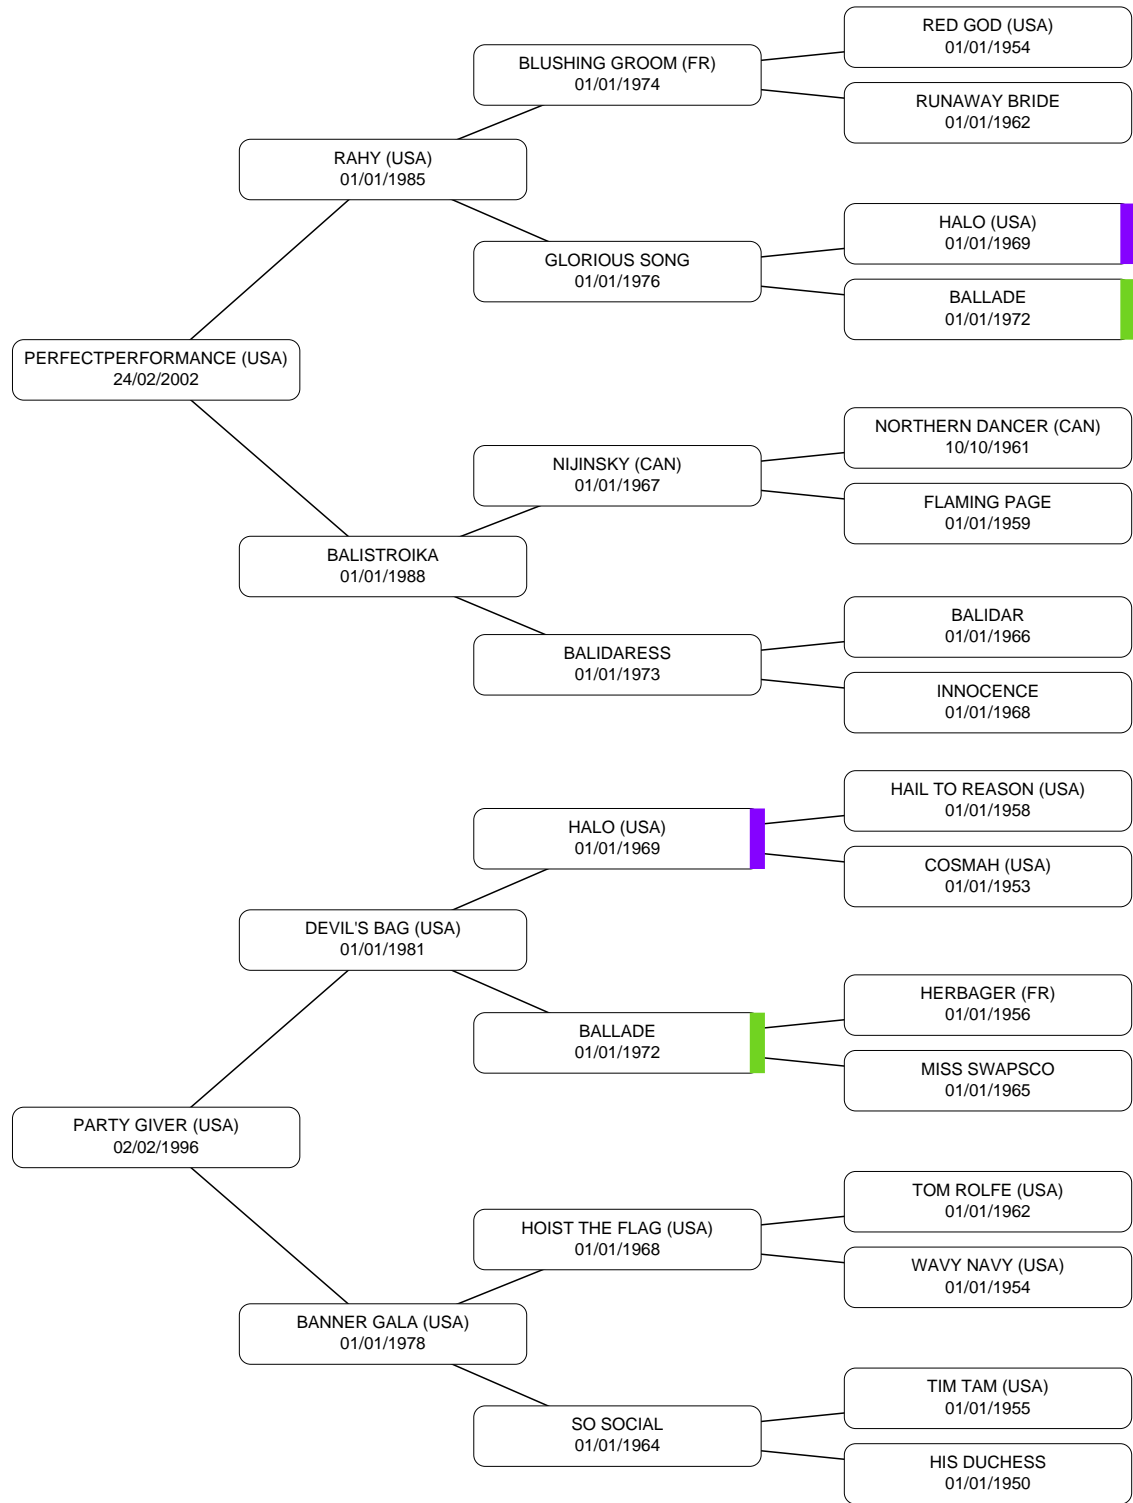 RED GOD (USA)
01/01/1954
BLUSHING GROOM (FR)
01/01/1974
RUNAWAY BRIDE
01/01/1962
RAHY (USA)
01/01/1985
HALO (USA)
01/01/1969
GLORIOUS SONG
01/01/1976
BALLADE
01/01/1972
PERFECTPERFORMANCE (USA)
24/02/2002
NORTHERN DANCER (CAN)
10/10/1961
NIJINSKY (CAN)
01/01/1967
FLAMING PAGE
01/01/1959
BALISTROIKA
01/01/1988
BALIDAR
01/01/1966
BALIDARESS
01/01/1973
INNOCENCE
01/01/1968
HAIL TO REASON (USA)
01/01/1958
HALO (USA)
01/01/1969
COSMAH (USA)
01/01/1953
DEVIL'S BAG (USA)
01/01/1981
HERBAGER (FR)
01/01/1956
BALLADE
01/01/1972
MISS SWAPSCO
01/01/1965
PARTY GIVER (USA)
02/02/1996
TOM ROLFE (USA)
01/01/1962
HOIST THE FLAG (USA)
01/01/1968
WAVY NAVY (USA)
01/01/1954
BANNER GALA (USA)
01/01/1978
TIM TAM (USA)
01/01/1955
SO SOCIAL
01/01/1964
HIS DUCHESS
01/01/1950